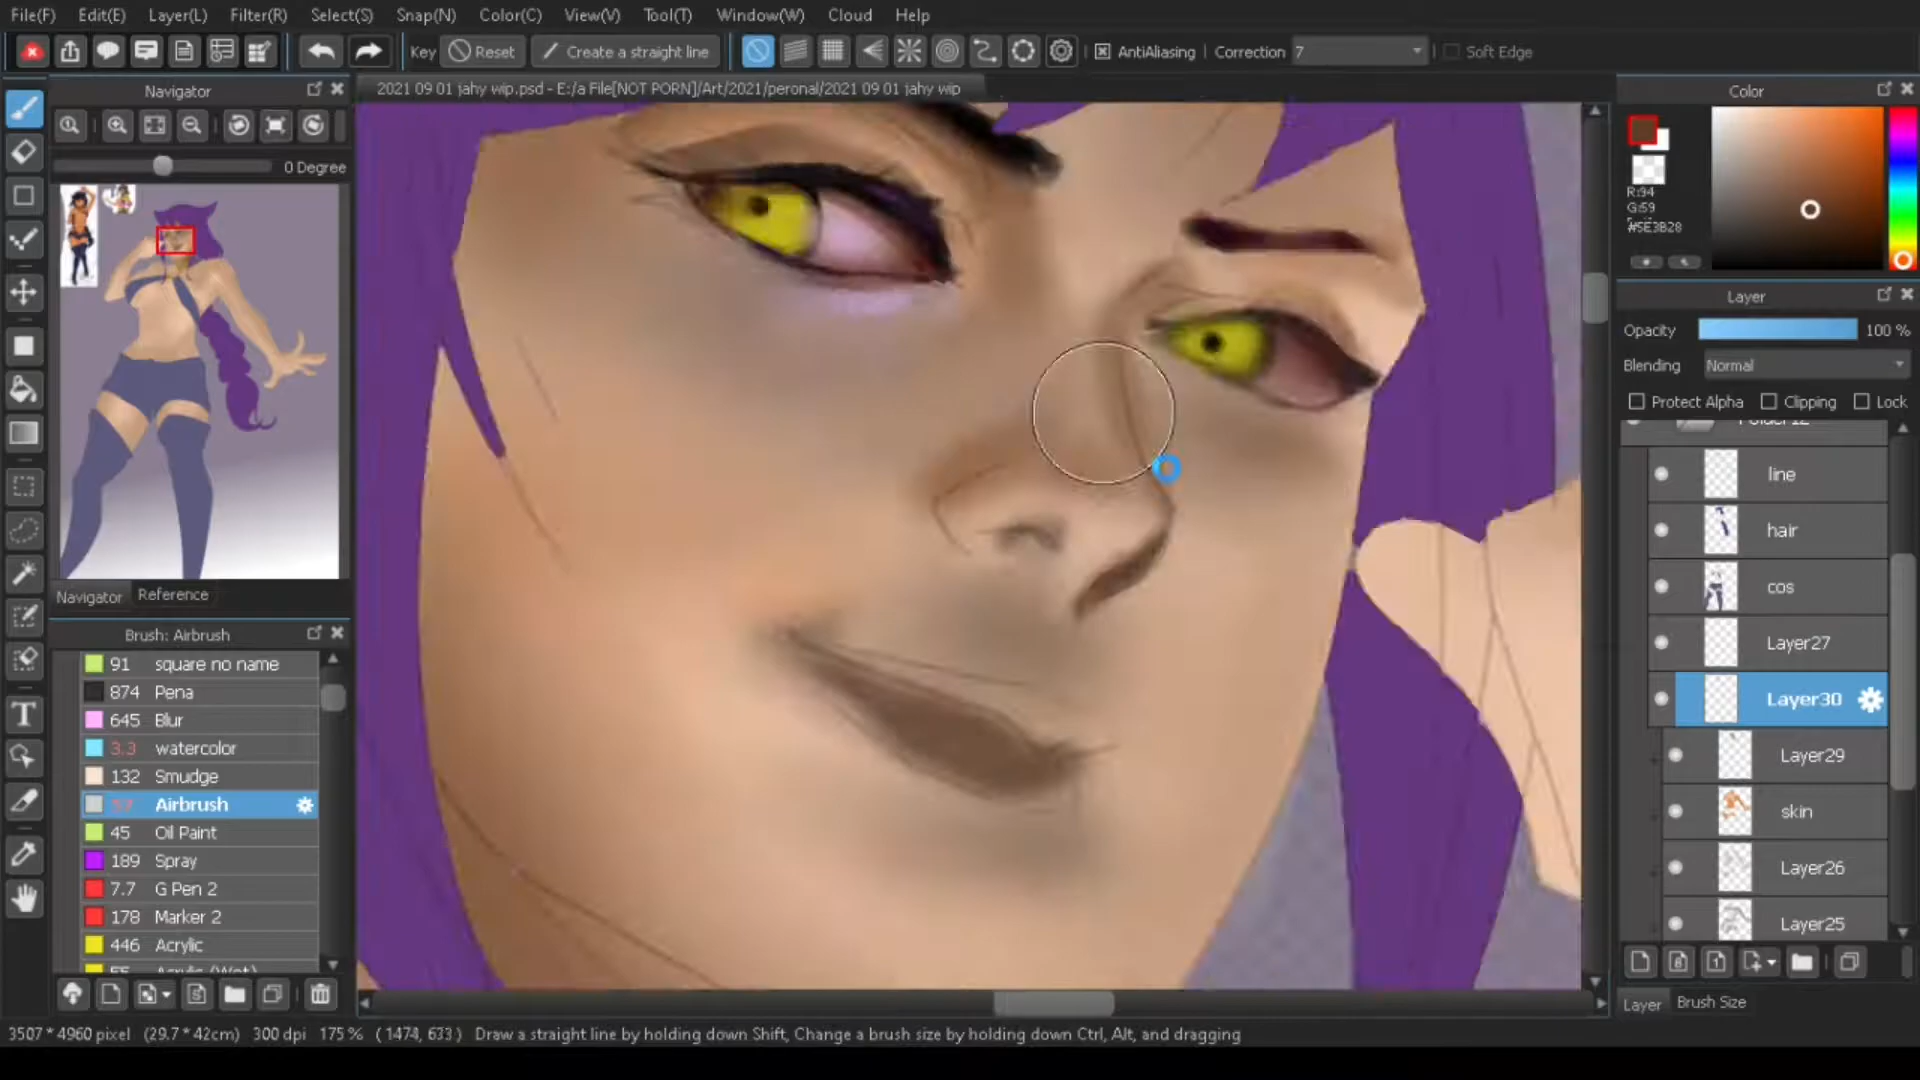 File(F) Edit(E) Layer(L) Filter(R) Select(S) Snap(N) Color(C) View(V) Tool(T) Window(W) Cloud Help
Key Reset Create a straight line AntiAliasing Correction 7 Soft Edge
Navigator
2021 09 01 jahy wip.psd - E:/a File[NOT PORN]/Art/2021/peronal/2021 09 01 jahy wip
Color
0 Degree
R:94
G:59
#5E3B28
Layer
Opacity 100 %
Blending Normal
Protect Alpha Clipping Lock
Folder12
line
hair
cos
Layer27
Layer30
Layer29
skin
Layer26
Layer25
Layer Brush Size
Navigator Reference
Brush: Airbrush
91 square no name
874 Pena
645 Blur
3.3 watercolor
132 Smudge
Airbrush
45 Oil Paint
189 Spray
7.7 G Pen 2
178 Marker 2
446 Acrylic
55 Acrylic (Wet)
3507 * 4960 pixel (29.7 * 42cm) 300 dpi 175 % ( 1474, 633 ) Draw a straight line by holding down Shift, Change a brush size by holding down Ctrl, Alt, and dragging